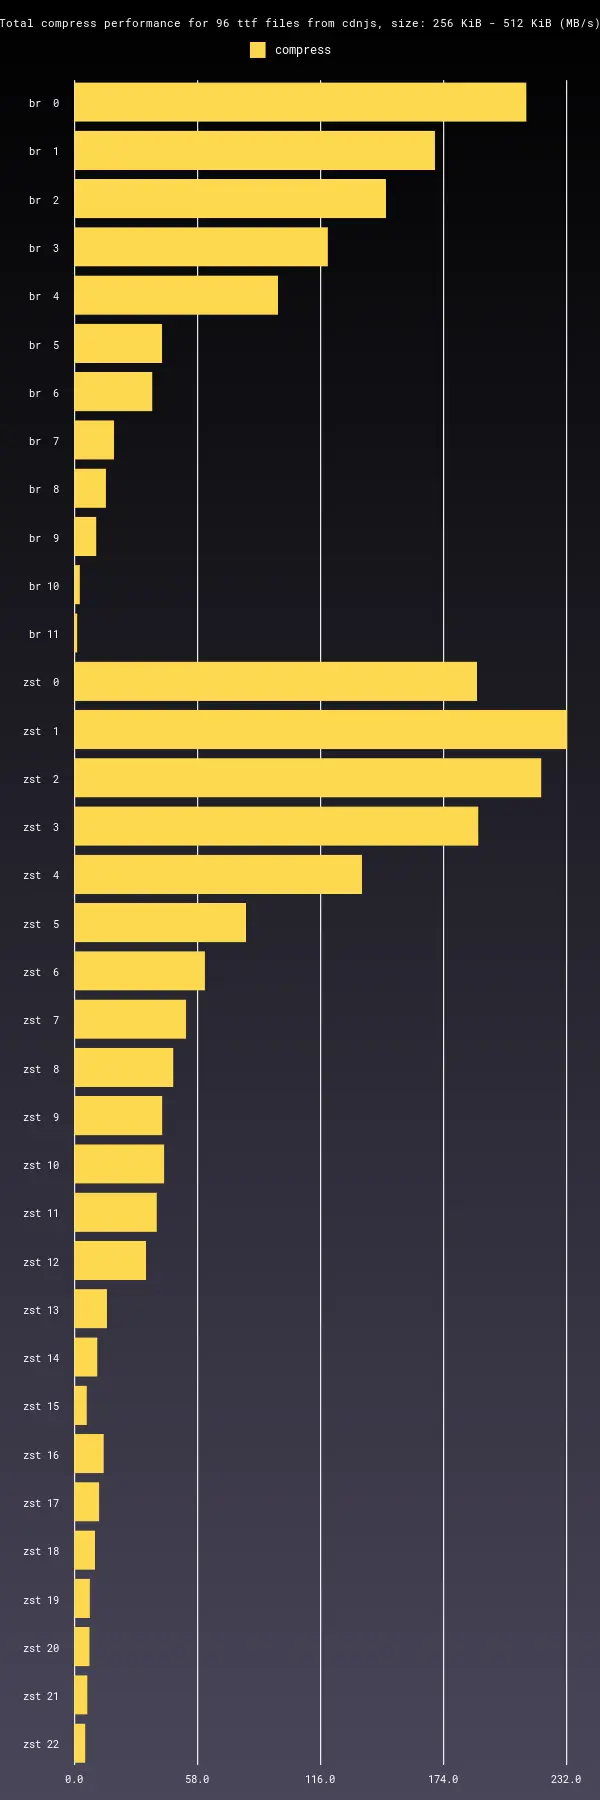 Total compress performance for 96 ttf files from cdnjs, size: 256 KiB - 512 KiB (MB/s)
compress
br 0
br 1
br 2
br 3
br 4
br 5
br 6
br 7
br 8
br 9
br 10
br 11
zst 0
zst 1
zst 2
zst 3
zst 4
zst 5
zst 6
zst 7
zst 8
zst 9
zst 10
zst 11
zst 12
zst 13
zst 14
zst 15
zst 16
zst 17
zst 18
zst 19
zst 20
zst 21
zst 22
0.0 58.0 116.0 174.0 232.0